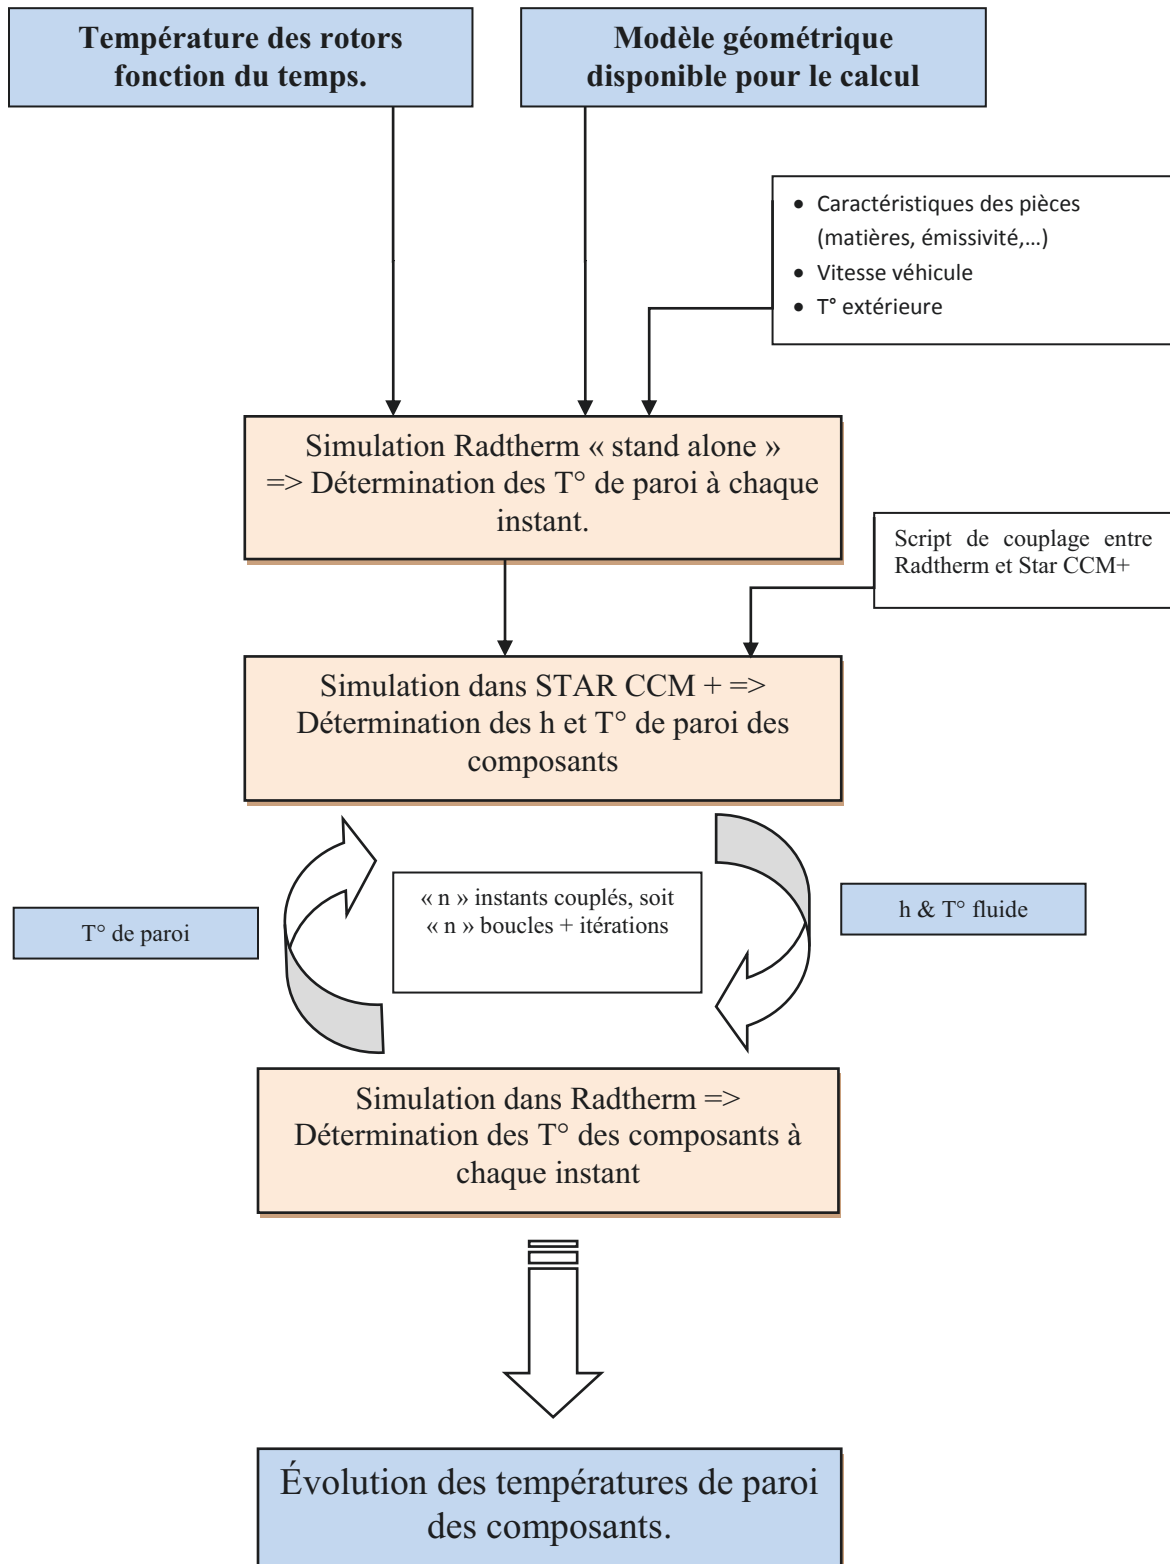 Température des rotors
fonction du temps.
Modèle géométrique
disponible pour le calcul
• Caractéristiques des pièces
(matières, émissivité,…)
• Vitesse véhicule
• T° extérieure
Simulation Radtherm « stand alone »
=> Détermination des T° de paroi à chaque
instant.
Script de couplage entre
Radtherm et Star CCM+
Simulation dans STAR CCM + =>
Détermination des h et T° de paroi des
composants
« n » instants couplés, soit
« n » boucles + itérations
T° de paroi
h & T° fluide
Simulation dans Radtherm =>
Détermination des T° des composants à
chaque instant
Évolution des températures de paroi
des composants.